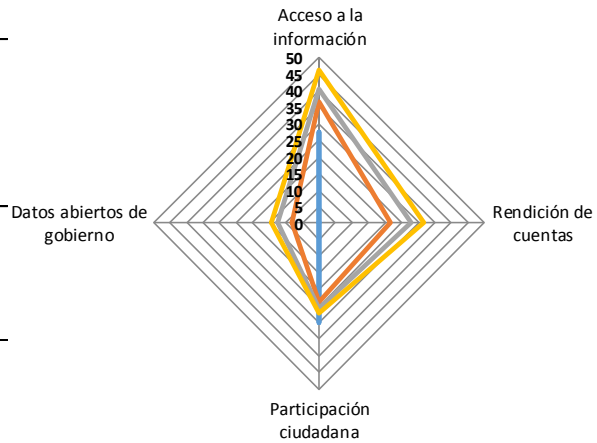 Acceso a la
información
50
45
40
35
30
25
20
15
10
5
0
Datos abiertos de
gobierno
Rendición de
cuentas
Participación
ciudadana